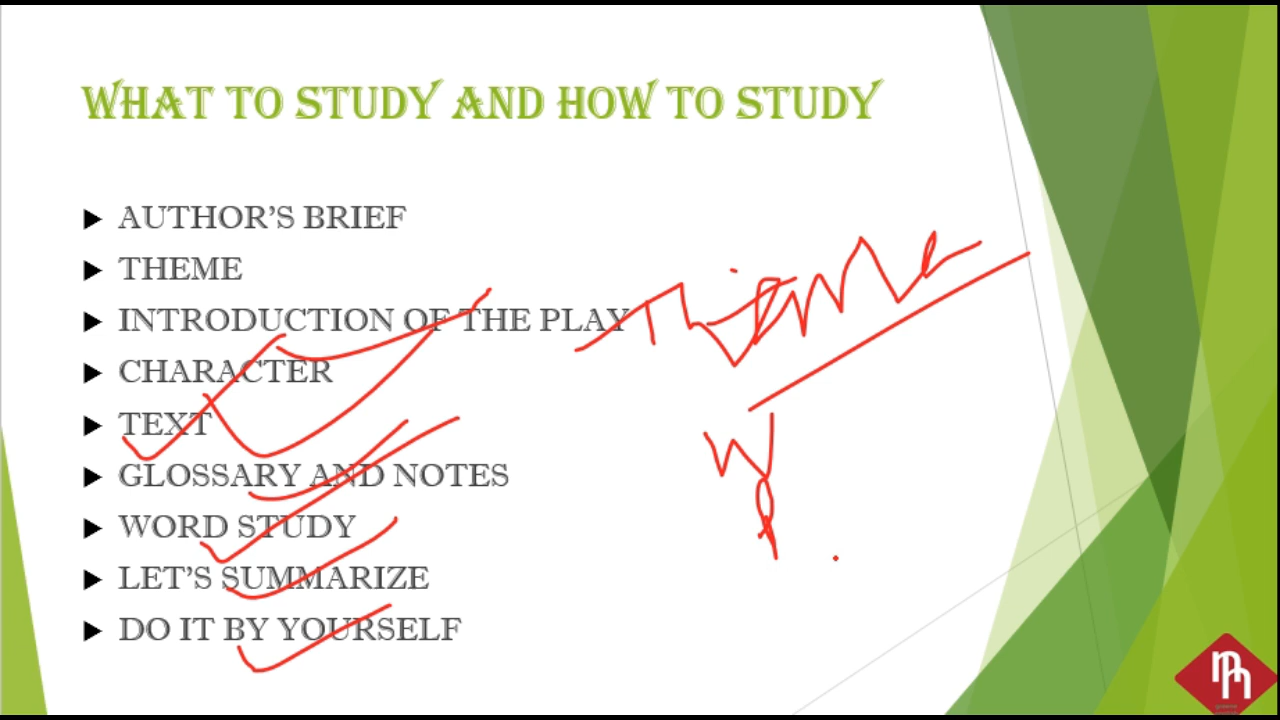 WHAT TO STUDY AND HOW TO STUDY
AUTHOR'S BRIEF
THEME
INTRODUCTION OF THE PLAY
CHARACTER
TEXT
GLOSSARY AND NOTES
WORD STUDY
LET'S SUMMARIZE
DO IT BY YOURSELF